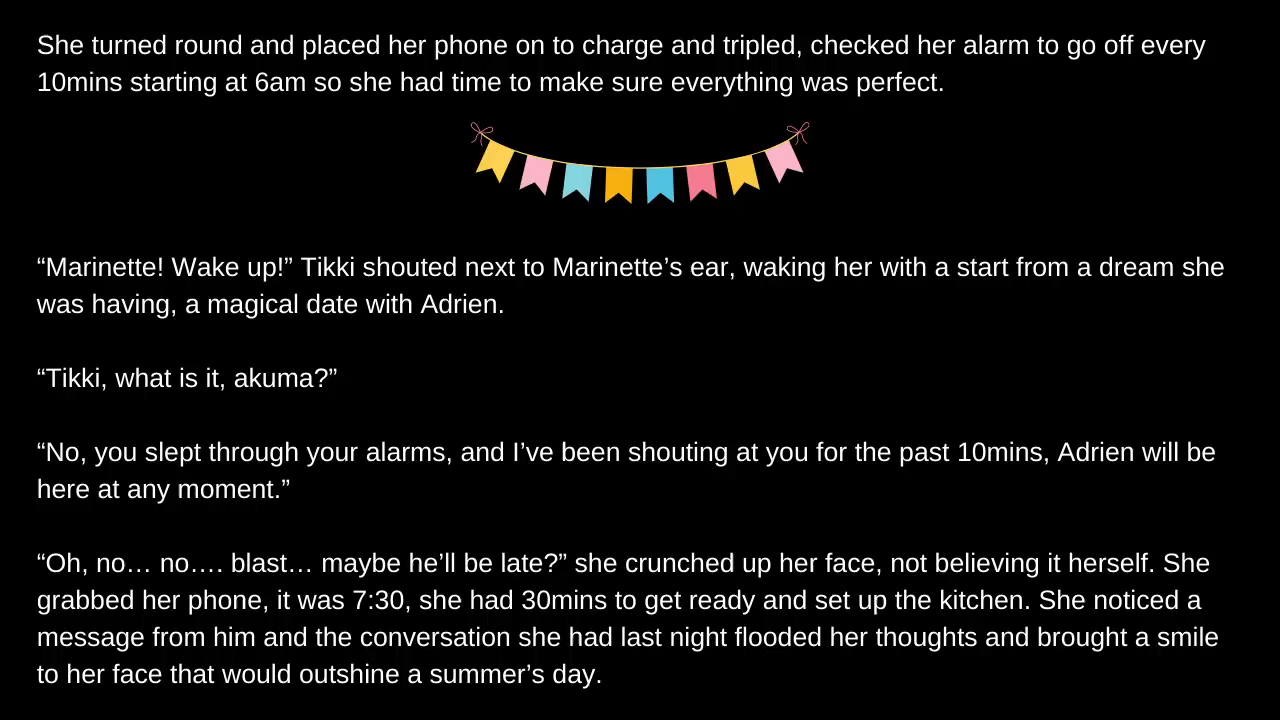 She turned round and placed her phone on to charge and tripled, checked her alarm to go off every
10mins starting at 6am so she had time to make sure everything was perfect.
“Marinette! Wake up!” Tikki shouted next to Marinette’s ear, waking her with a start from a dream she
was having, a magical date with Adrien.
“Tikki, what is it, akuma?”
“No, you slept through your alarms, and I’ve been shouting at you for the past 10mins, Adrien will be
here at any moment.”
“Oh, no… no…. blast… maybe he’ll be late?” she crunched up her face, not believing it herself. She
grabbed her phone, it was 7:30, she had 30mins to get ready and set up the kitchen. She noticed a
message from him and the conversation she had last night flooded her thoughts and brought a smile
to her face that would outshine a summer’s day.